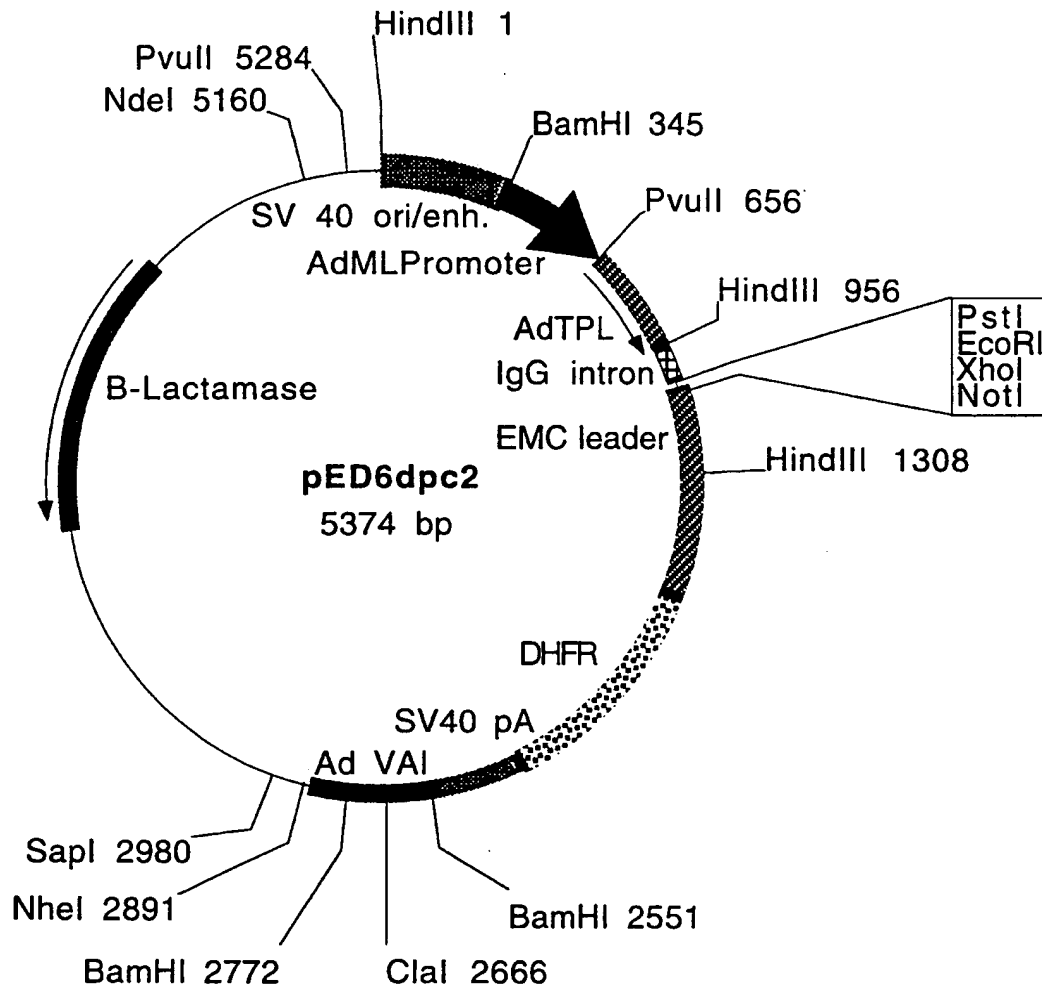 HindIII 1
PvuII 5284
NdeI 5160
BamHI 345
SV 40 ori/enh.
PvuII 656
AdMLPromoter
HindIII 956
AdTPL
PstI
EcoRI
XhoI
NotI
IgG intron
B-Lactamase
EMC leader
HindIII 1308
pED6dpc2
5374 bp
DHFR
SV40 pA
Ad VAI
SapI 2980
NheI 2891
BamHI 2551
BamHI 2772
ClaI 2666